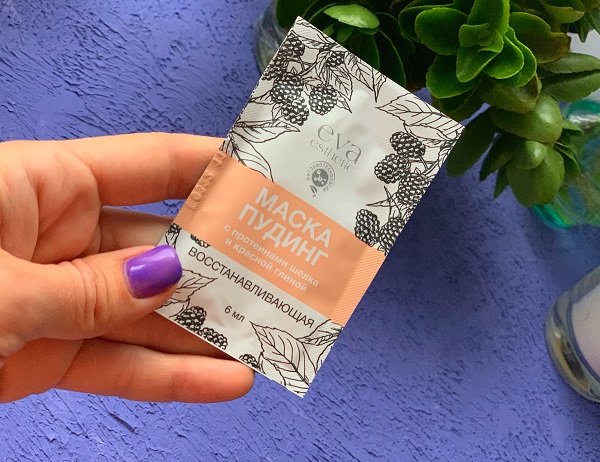 eva
esthetic
МАСКА
ПУДИНГ
с протеинами шелка
и красной глиной
ВОССТАНАВЛИВАЮЩАЯ
6 мл